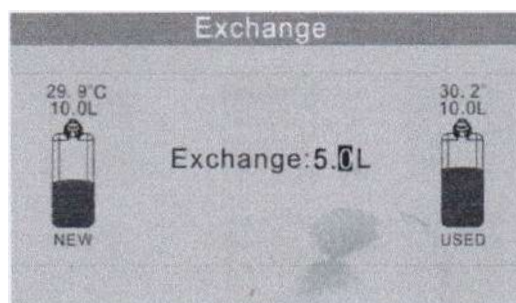 Exchange
29.9°C
10.0L
NEW
Exchange:5.0L
30.2°
10.0L
USED